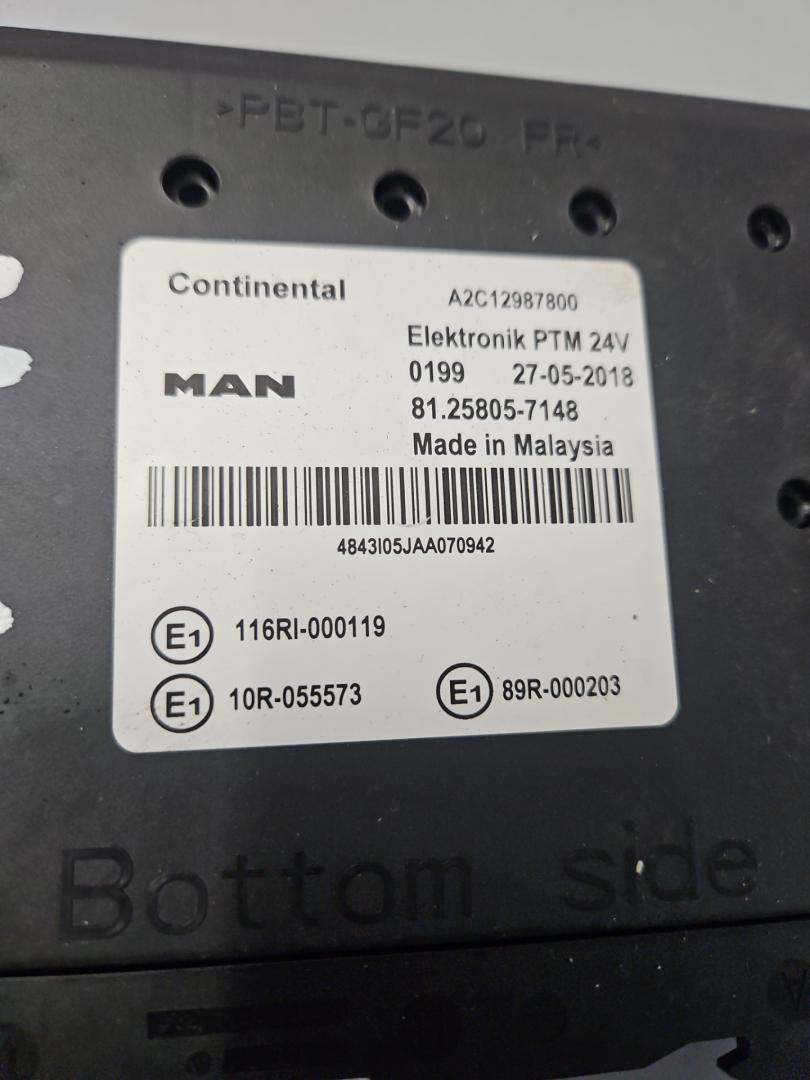 >PBT-GF20 FR<
Continental
A2C12987800
Elektronik PTM 24V
MAN
0199 27-05-2018
81.25805-7148
Made in Malaysia
4843I05JAA070942
E1 116RI-000119
E1 10R-055573
E1 89R-000203
Bottom side